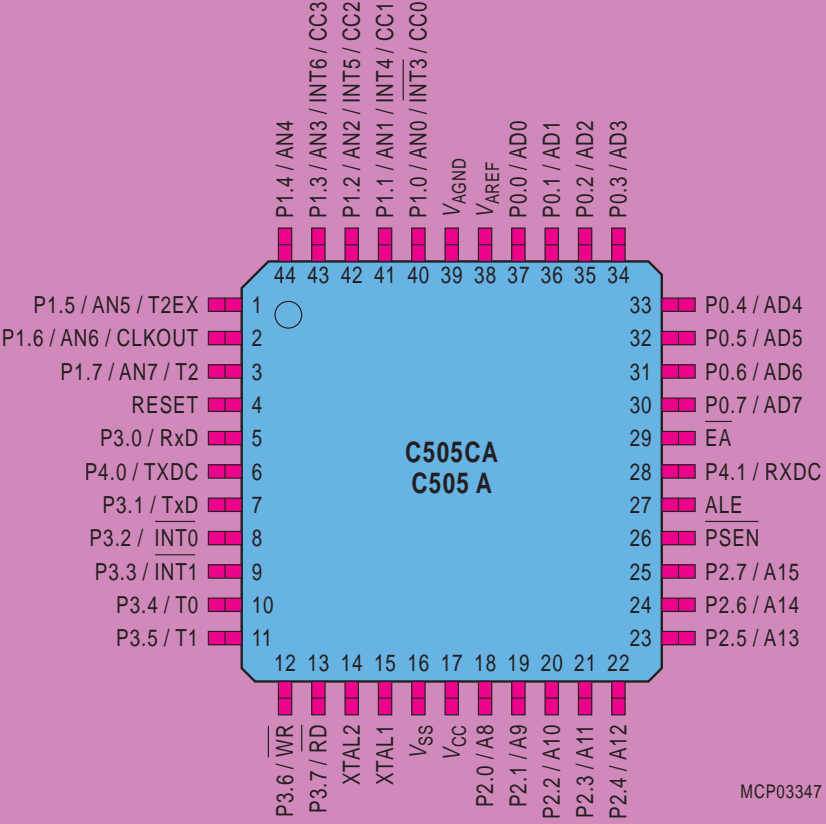 P1.4 / AN4
P1.3 / AN3 / INT6 / CC3
P1.2 / AN2 / INT5 / CC2
P1.1 / AN1 / INT4 / CC1
P1.0 / AN0 / INT3 / CC0
VAGND
VAREF
P0.0 / AD0
P0.1 / AD1
P0.2 / AD2
P0.3 / AD3
44 43 42 41 40 39 38 37 36 35 34
P1.5 / AN5 / T2EX 1
P1.6 / AN6 / CLKOUT 2
P1.7 / AN7 / T2 3
RESET 4
P3.0 / RxD 5
P4.0 / TXDC 6
P3.1 / TxD 7
P3.2 / INT0 8
P3.3 / INT1 9
P3.4 / T0 10
P3.5 / T1 11
C505CA
C505 A
33 P0.4 / AD4
32 P0.5 / AD5
31 P0.6 / AD6
30 P0.7 / AD7
29 EA
28 P4.1 / RXDC
27 ALE
26 PSEN
25 P2.7 / A15
24 P2.6 / A14
23 P2.5 / A13
12 13 14 15 16 17 18 19 20 21 22
P3.6 / WR
P3.7 / RD
XTAL2
XTAL1
VSS
VCC
P2.0 / A8
P2.1 / A9
P2.2 / A10
P2.3 / A11
P2.4 / A12
MCP03347